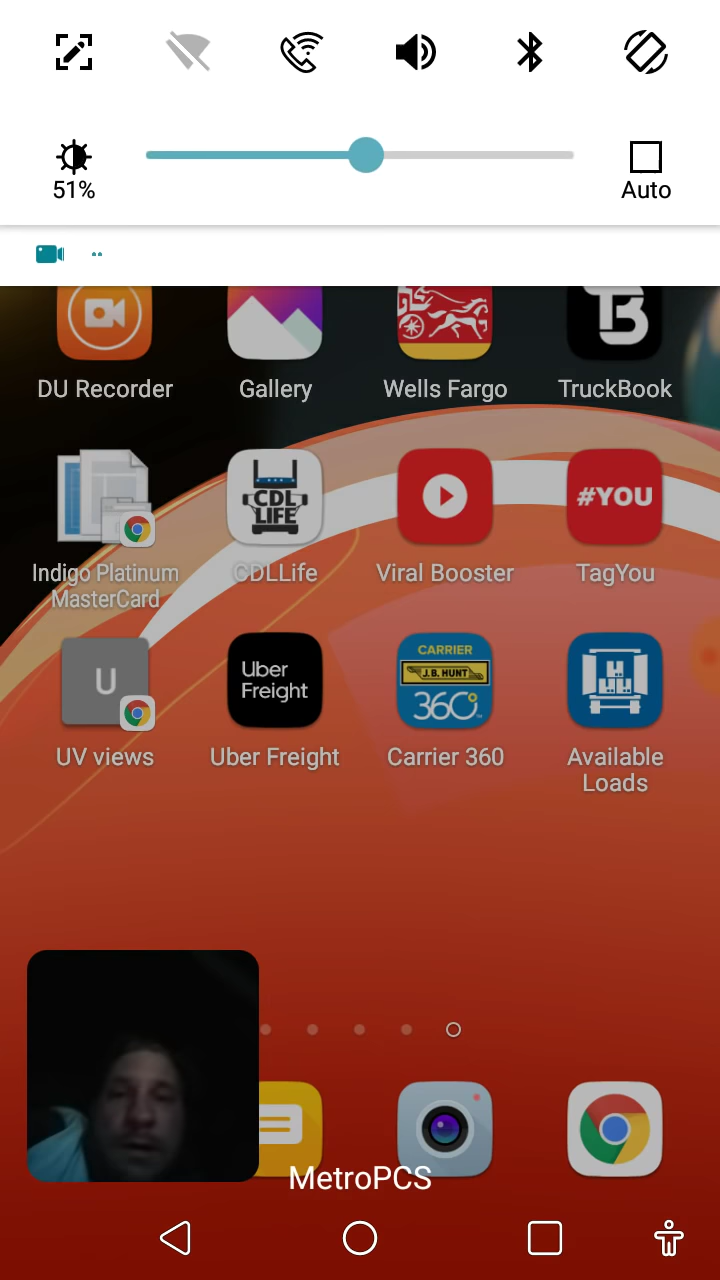 51%
Auto
DU Recorder
Gallery
Wells Fargo
TruckBook
TB
Indigo Platinum
MasterCard
CDL
LIFE
CDLLife
Viral Booster
#YOU
TagYou
U
UV views
Uber
Freight
Uber Freight
CARRIER
J.B. HUNT
360
Carrier 360
Available
Loads
MetroPCS